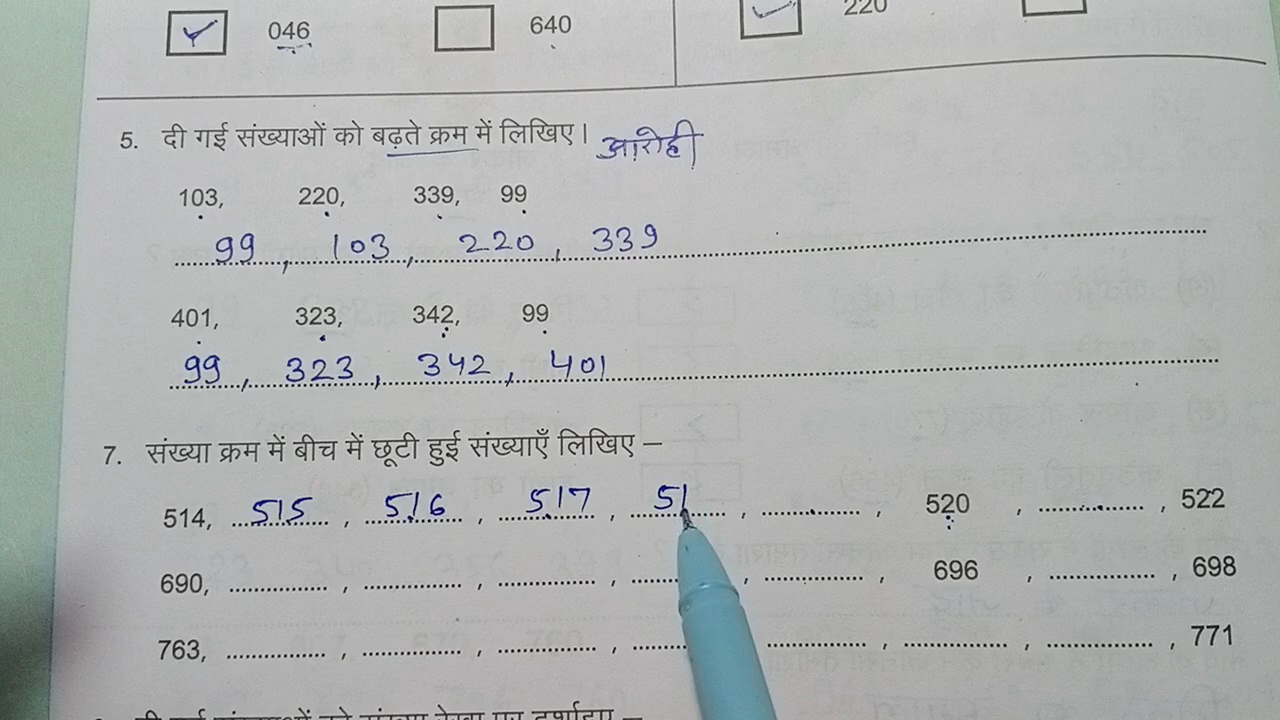 046 640 220
5. दी गई संख्याओं को बढ़ते क्रम में लिखिए। आरोही
103, 220, 339, 99
99, 103, 220, 339
401, 323, 342, 99
99, 323, 342, 401
7. संख्या क्रम में बीच में छूटी हुई संख्याएँ लिखिए –
514, 515, 516, 517, 51 ............, ............, 520, ............, 522
690, ............, ............, ............, ............, ............, 696, ............, 698
763, ............, ............, ............, ............, ............, ............, ............, 771